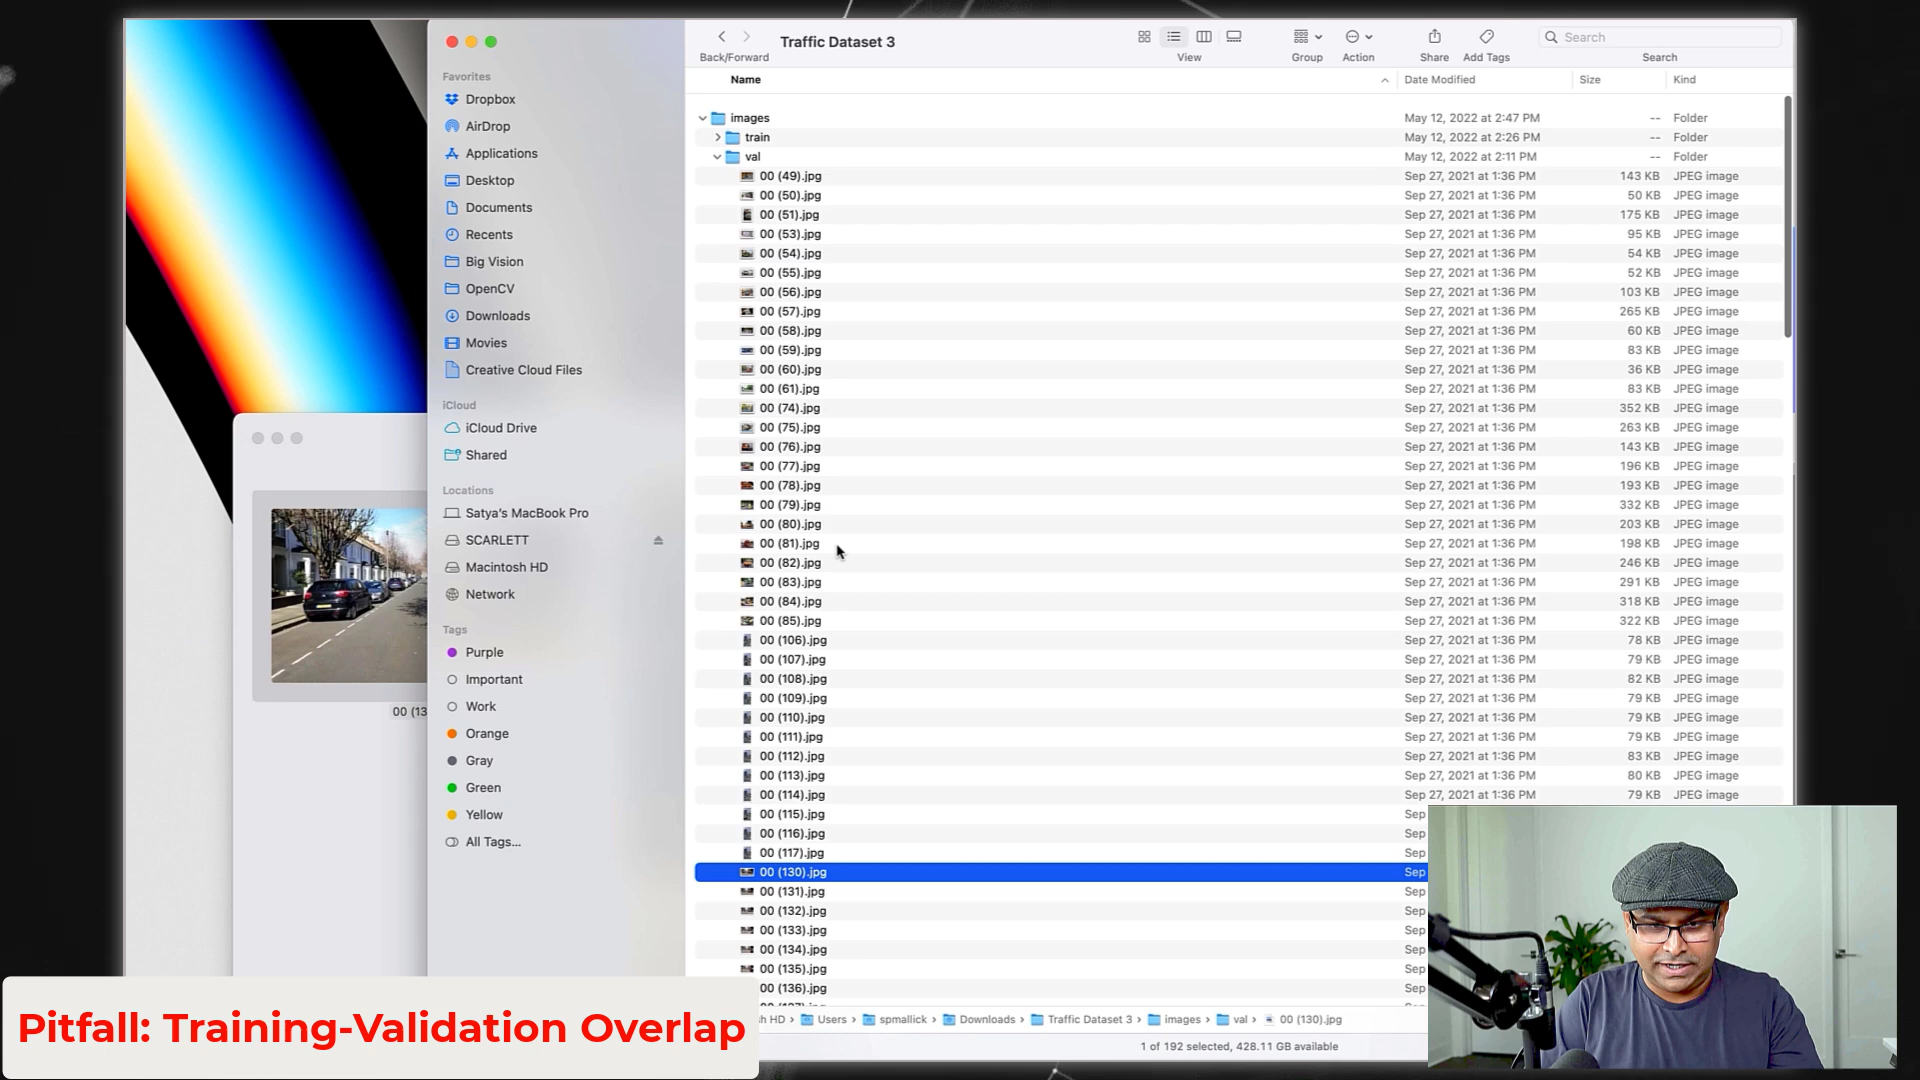 Traffic Dataset 3
Back/Forward
View
Group
Action
Share
Add Tags
Search
Search
Name
Date Modified
Size
Kind
Favorites
Dropbox
AirDrop
Applications
Desktop
Documents
Recents
Big Vision
OpenCV
Downloads
Movies
Creative Cloud Files
iCloud
iCloud Drive
Shared
Locations
Satya's MacBook Pro
SCARLETT
Macintosh HD
Network
Tags
Purple
Important
Work
Orange
Gray
Green
Yellow
All Tags...
00 (13
images May 12, 2022 at 2:47 PM -- Folder
train May 12, 2022 at 2:26 PM -- Folder
val May 12, 2022 at 2:11 PM -- Folder
00 (49).jpg Sep 27, 2021 at 1:36 PM 143 KB JPEG image
00 (50).jpg Sep 27, 2021 at 1:36 PM 50 KB JPEG image
00 (51).jpg Sep 27, 2021 at 1:36 PM 175 KB JPEG image
00 (53).jpg Sep 27, 2021 at 1:36 PM 95 KB JPEG image
00 (54).jpg Sep 27, 2021 at 1:36 PM 54 KB JPEG image
00 (55).jpg Sep 27, 2021 at 1:36 PM 52 KB JPEG image
00 (56).jpg Sep 27, 2021 at 1:36 PM 103 KB JPEG image
00 (57).jpg Sep 27, 2021 at 1:36 PM 265 KB JPEG image
00 (58).jpg Sep 27, 2021 at 1:36 PM 60 KB JPEG image
00 (59).jpg Sep 27, 2021 at 1:36 PM 83 KB JPEG image
00 (60).jpg Sep 27, 2021 at 1:36 PM 36 KB JPEG image
00 (61).jpg Sep 27, 2021 at 1:36 PM 83 KB JPEG image
00 (74).jpg Sep 27, 2021 at 1:36 PM 352 KB JPEG image
00 (75).jpg Sep 27, 2021 at 1:36 PM 263 KB JPEG image
00 (76).jpg Sep 27, 2021 at 1:36 PM 143 KB JPEG image
00 (77).jpg Sep 27, 2021 at 1:36 PM 196 KB JPEG image
00 (78).jpg Sep 27, 2021 at 1:36 PM 193 KB JPEG image
00 (79).jpg Sep 27, 2021 at 1:36 PM 332 KB JPEG image
00 (80).jpg Sep 27, 2021 at 1:36 PM 203 KB JPEG image
00 (81).jpg Sep 27, 2021 at 1:36 PM 198 KB JPEG image
00 (82).jpg Sep 27, 2021 at 1:36 PM 246 KB JPEG image
00 (83).jpg Sep 27, 2021 at 1:36 PM 291 KB JPEG image
00 (84).jpg Sep 27, 2021 at 1:36 PM 318 KB JPEG image
00 (85).jpg Sep 27, 2021 at 1:36 PM 322 KB JPEG image
00 (106).jpg Sep 27, 2021 at 1:36 PM 78 KB JPEG image
00 (107).jpg Sep 27, 2021 at 1:36 PM 79 KB JPEG image
00 (108).jpg Sep 27, 2021 at 1:36 PM 82 KB JPEG image
00 (109).jpg Sep 27, 2021 at 1:36 PM 79 KB JPEG image
00 (110).jpg Sep 27, 2021 at 1:36 PM 79 KB JPEG image
00 (111).jpg Sep 27, 2021 at 1:36 PM 79 KB JPEG image
00 (112).jpg Sep 27, 2021 at 1:36 PM 83 KB JPEG image
00 (113).jpg Sep 27, 2021 at 1:36 PM 80 KB JPEG image
00 (114).jpg Sep 27, 2021 at 1:36 PM 79 KB JPEG image
00 (115).jpg Sep
00 (116).jpg Sep
00 (117).jpg Sep
00 (130).jpg Sep
00 (131).jpg Sep
00 (132).jpg Sep
00 (133).jpg Sep
00 (134).jpg Sep
00 (135).jpg Sep
00 (136).jpg Sep
h HD › Users › spmallick › Downloads › Traffic Dataset 3 › images › val › 00 (130).jpg
1 of 192 selected, 428.11 GB available
Pitfall: Training-Validation Overlap